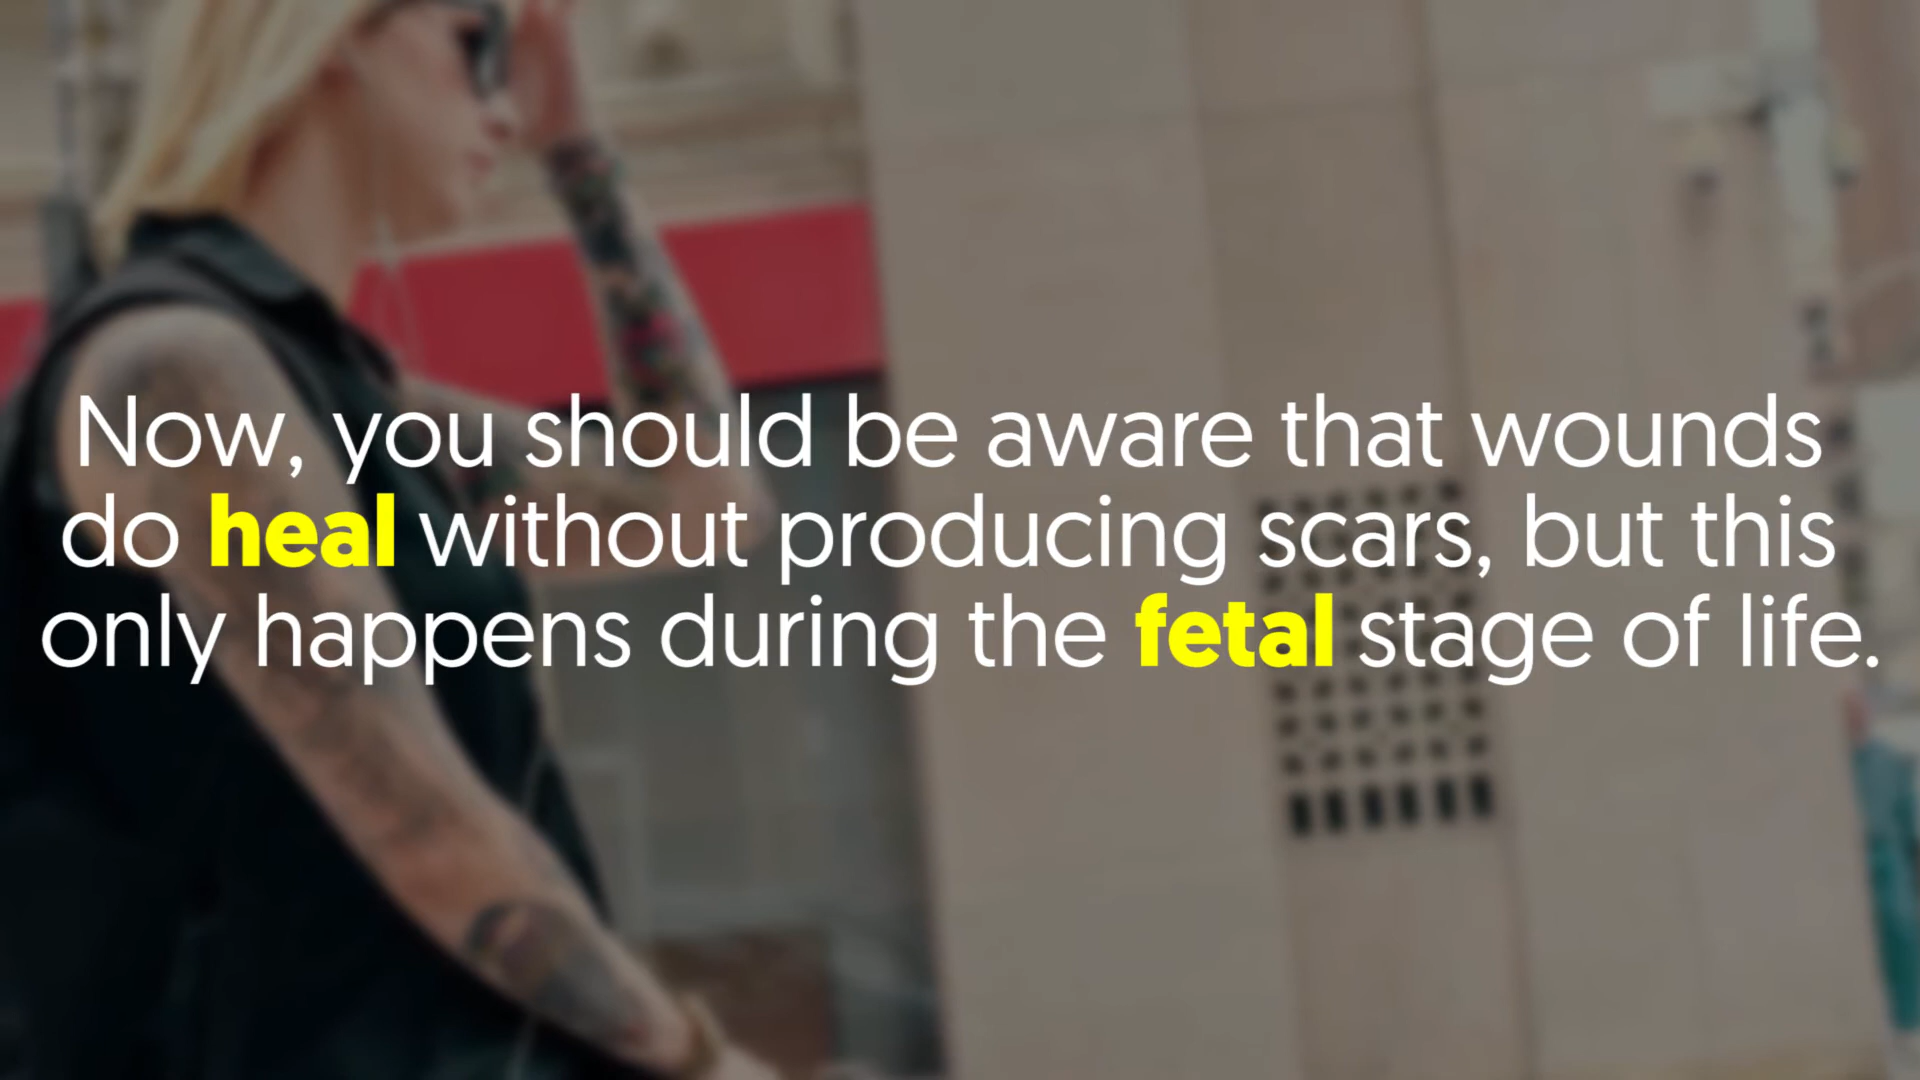 Now, you should be aware that wounds
do heal without producing scars, but this
only happens during the fetal stage of life.